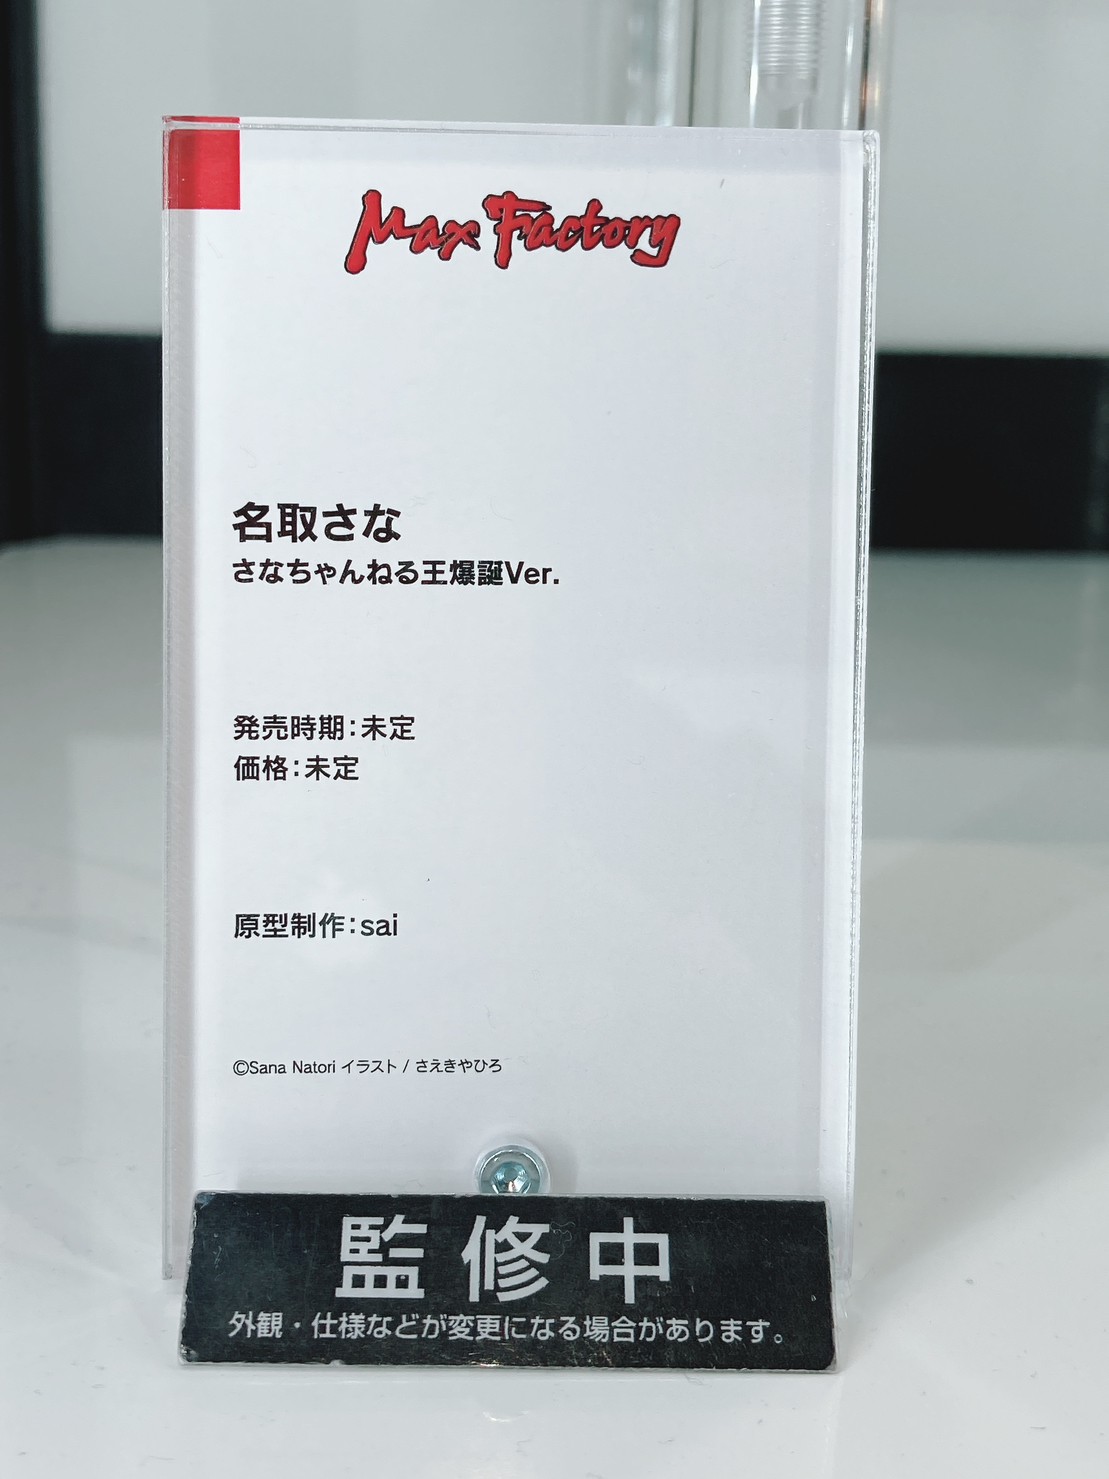 Max Factory
名取さな
さなちゃんねる王爆誕Ver.
発売時期：未定
価格：未定
原型制作：sai
©Sana Natori イラスト / さえきやひろ
監修中
外観・仕様などが変更になる場合があります。